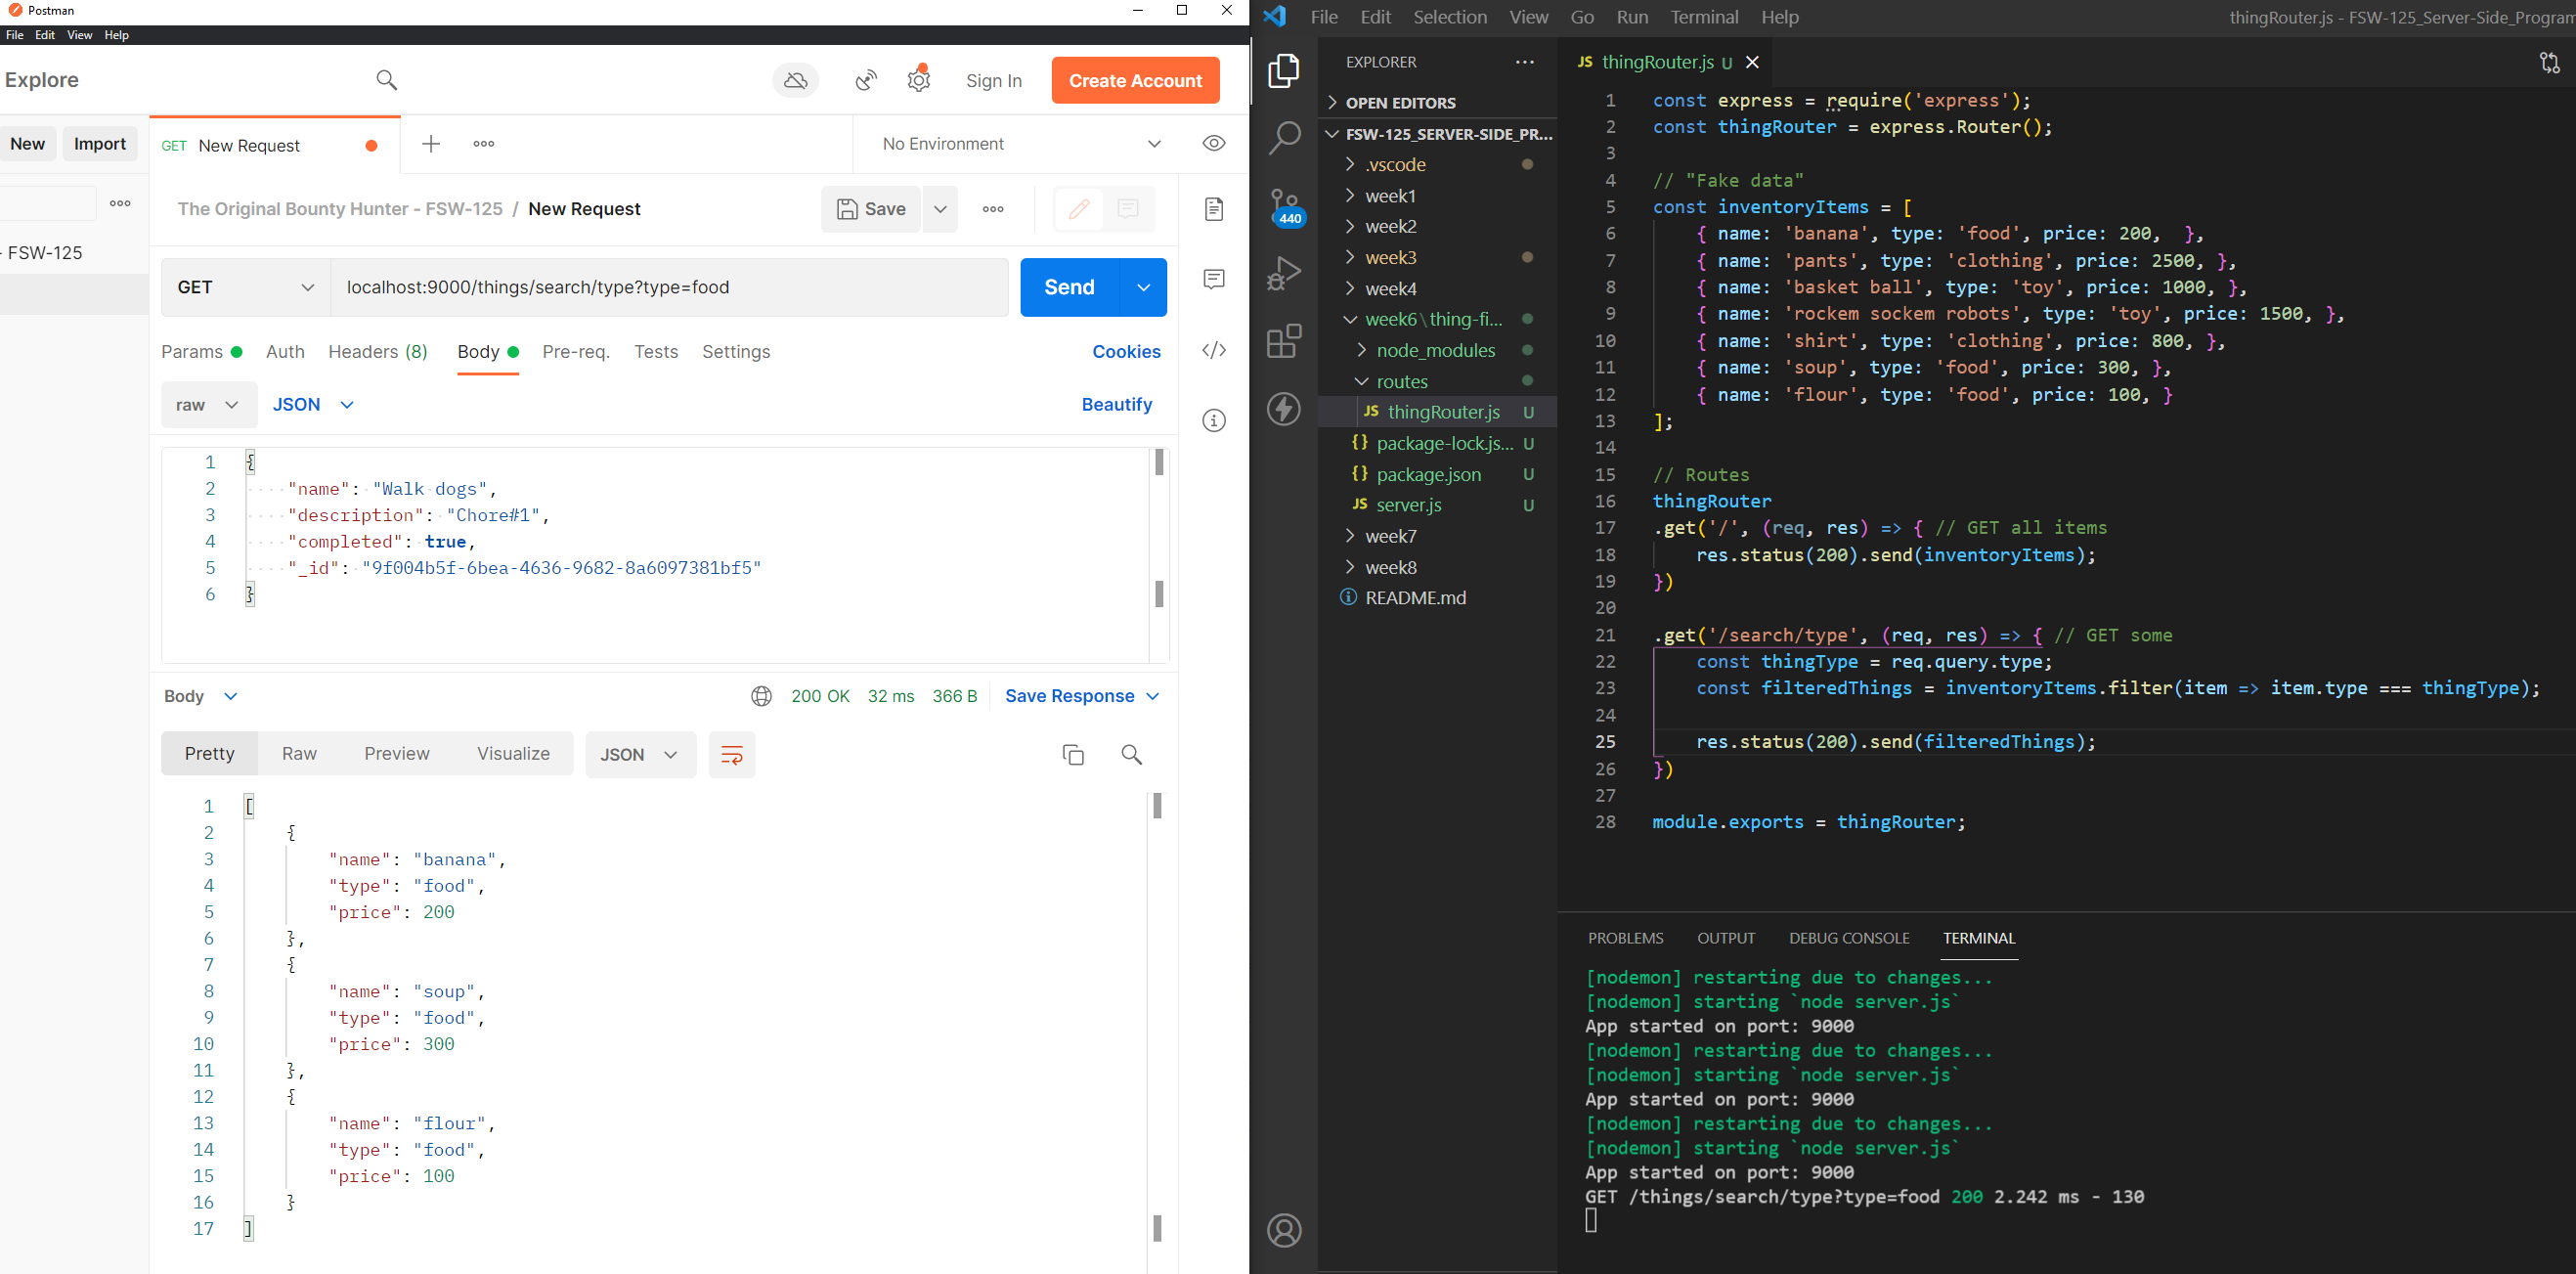 Postman
File Edit View Help
Explore
Sign In
Create Account
New
Import
GET New Request
No Environment
The Original Bounty Hunter - FSW-125 / New Request
Save
- FSW-125
GET
localhost:9000/things/search/type?type=food
Send
Params
Auth
Headers (8)
Body
Pre-req.
Tests
Settings
Cookies
raw
JSON
Beautify
1 {
2 "name": "Walk dogs",
3 "description": "Chore#1",
4 "completed": true,
5 "_id": "9f004b5f-6bea-4636-9682-8a6097381bf5"
6 }
Body
200 OK 32 ms 366 B
Save Response
Pretty
Raw
Preview
Visualize
JSON
1 [
2 {
3 "name": "banana",
4 "type": "food",
5 "price": 200
6 },
7 {
8 "name": "soup",
9 "type": "food",
10 "price": 300
11 },
12 {
13 "name": "flour",
14 "type": "food",
15 "price": 100
16 }
17 ]
File Edit Selection View Go Run Terminal Help
thingRouter.js - FSW-125_Server-Side_Program
440
EXPLORER
OPEN EDITORS
FSW-125_SERVER-SIDE_PR...
.vscode
week1
week2
week3
week4
week6\thing-fi...
node_modules
routes
JS thingRouter.js U
{} package-lock.js... U
{} package.json U
JS server.js U
week7
week8
README.md
JS thingRouter.js U
1 const express = require('express');
2 const thingRouter = express.Router();
3
4 // "Fake data"
5 const inventoryItems = [
6 { name: 'banana', type: 'food', price: 200,  },
7 { name: 'pants', type: 'clothing', price: 2500, },
8 { name: 'basket ball', type: 'toy', price: 1000, },
9 { name: 'rockem sockem robots', type: 'toy', price: 1500, },
10 { name: 'shirt', type: 'clothing', price: 800, },
11 { name: 'soup', type: 'food', price: 300, },
12 { name: 'flour', type: 'food', price: 100, }
13 ];
14
15 // Routes
16 thingRouter
17 .get('/', (req, res) => { // GET all items
18 res.status(200).send(inventoryItems);
19 })
20
21 .get('/search/type', (req, res) => { // GET some
22 const thingType = req.query.type;
23 const filteredThings = inventoryItems.filter(item => item.type === thingType);
24
25 res.status(200).send(filteredThings);
26 })
27
28 module.exports = thingRouter;
PROBLEMS OUTPUT DEBUG CONSOLE TERMINAL
[nodemon] restarting due to changes...
[nodemon] starting `node server.js`
App started on port: 9000
[nodemon] restarting due to changes...
[nodemon] starting `node server.js`
App started on port: 9000
[nodemon] restarting due to changes...
[nodemon] starting `node server.js`
App started on port: 9000
GET /things/search/type?type=food 200 2.242 ms - 130